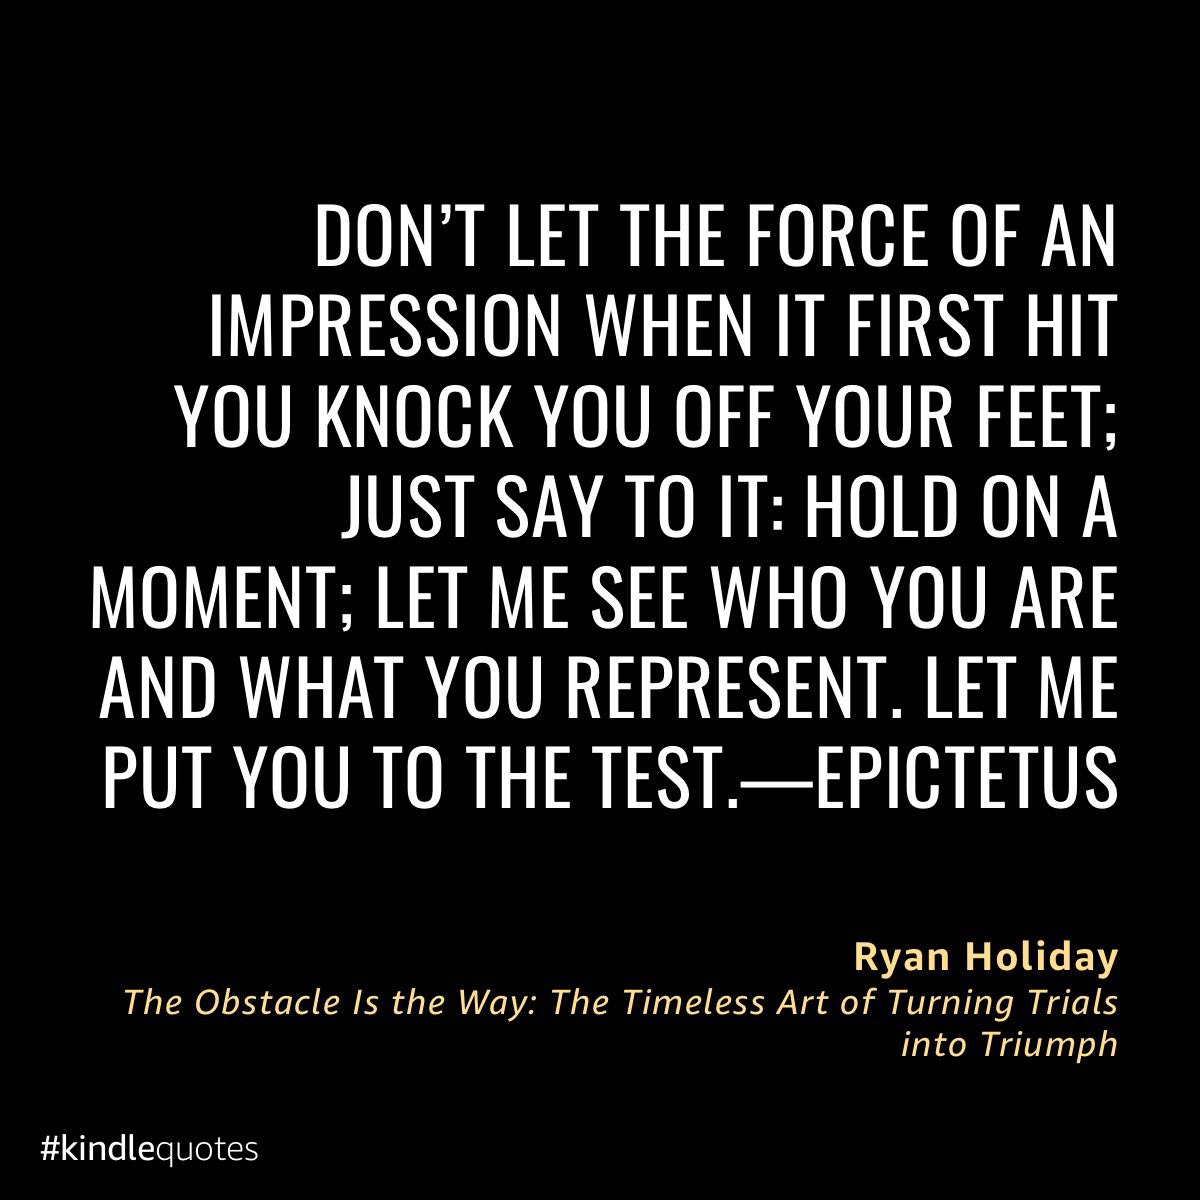 DON’T LET THE FORCE OF AN
IMPRESSION WHEN IT FIRST HIT
YOU KNOCK YOU OFF YOUR FEET;
JUST SAY TO IT: HOLD ON A
MOMENT; LET ME SEE WHO YOU ARE
AND WHAT YOU REPRESENT. LET ME
PUT YOU TO THE TEST.—EPICTETUS
Ryan Holiday
The Obstacle Is the Way: The Timeless Art of Turning Trials
into Triumph
#kindlequotes